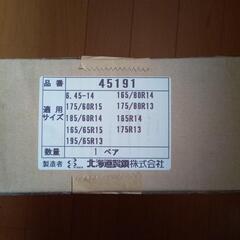 品番 45191
適用サイズ
6.45-14 165/80R14
175/60R15 175/80R13
185/60R14 165R14
165/65R15 175R13
195/65R13
数量 1 ペア
製造者 北海道製鎖株式会社